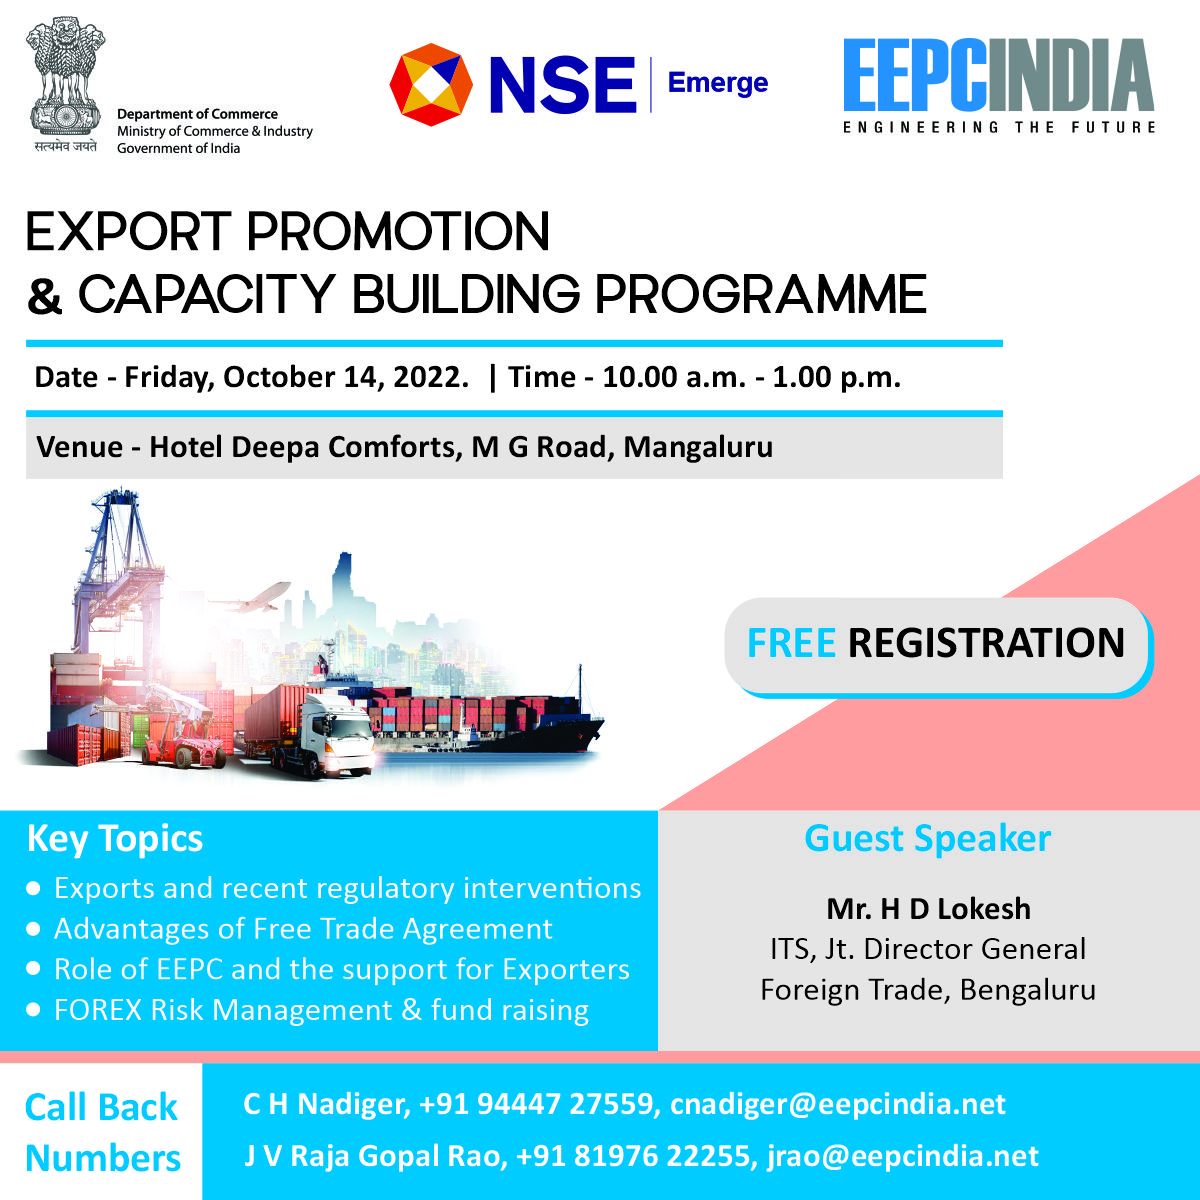 सत्यमेव जयते
Department of Commerce
Ministry of Commerce & Industry
Government of India
NSE | Emerge
EEPCINDIA
ENGINEERING THE FUTURE
EXPORT PROMOTION
& CAPACITY BUILDING PROGRAMME
Date - Friday, October 14, 2022. | Time - 10.00 a.m. - 1.00 p.m.
Venue - Hotel Deepa Comforts, M G Road, Mangaluru
FREE REGISTRATION
Key Topics
• Exports and recent regulatory interventions
• Advantages of Free Trade Agreement
• Role of EEPC and the support for Exporters
• FOREX Risk Management & fund raising
Guest Speaker
Mr. H D Lokesh
ITS, Jt. Director General
Foreign Trade, Bengaluru
Call Back
Numbers
C H Nadiger, +91 94447 27559, cnadiger@eepcindia.net
J V Raja Gopal Rao, +91 81976 22255, jrao@eepcindia.net